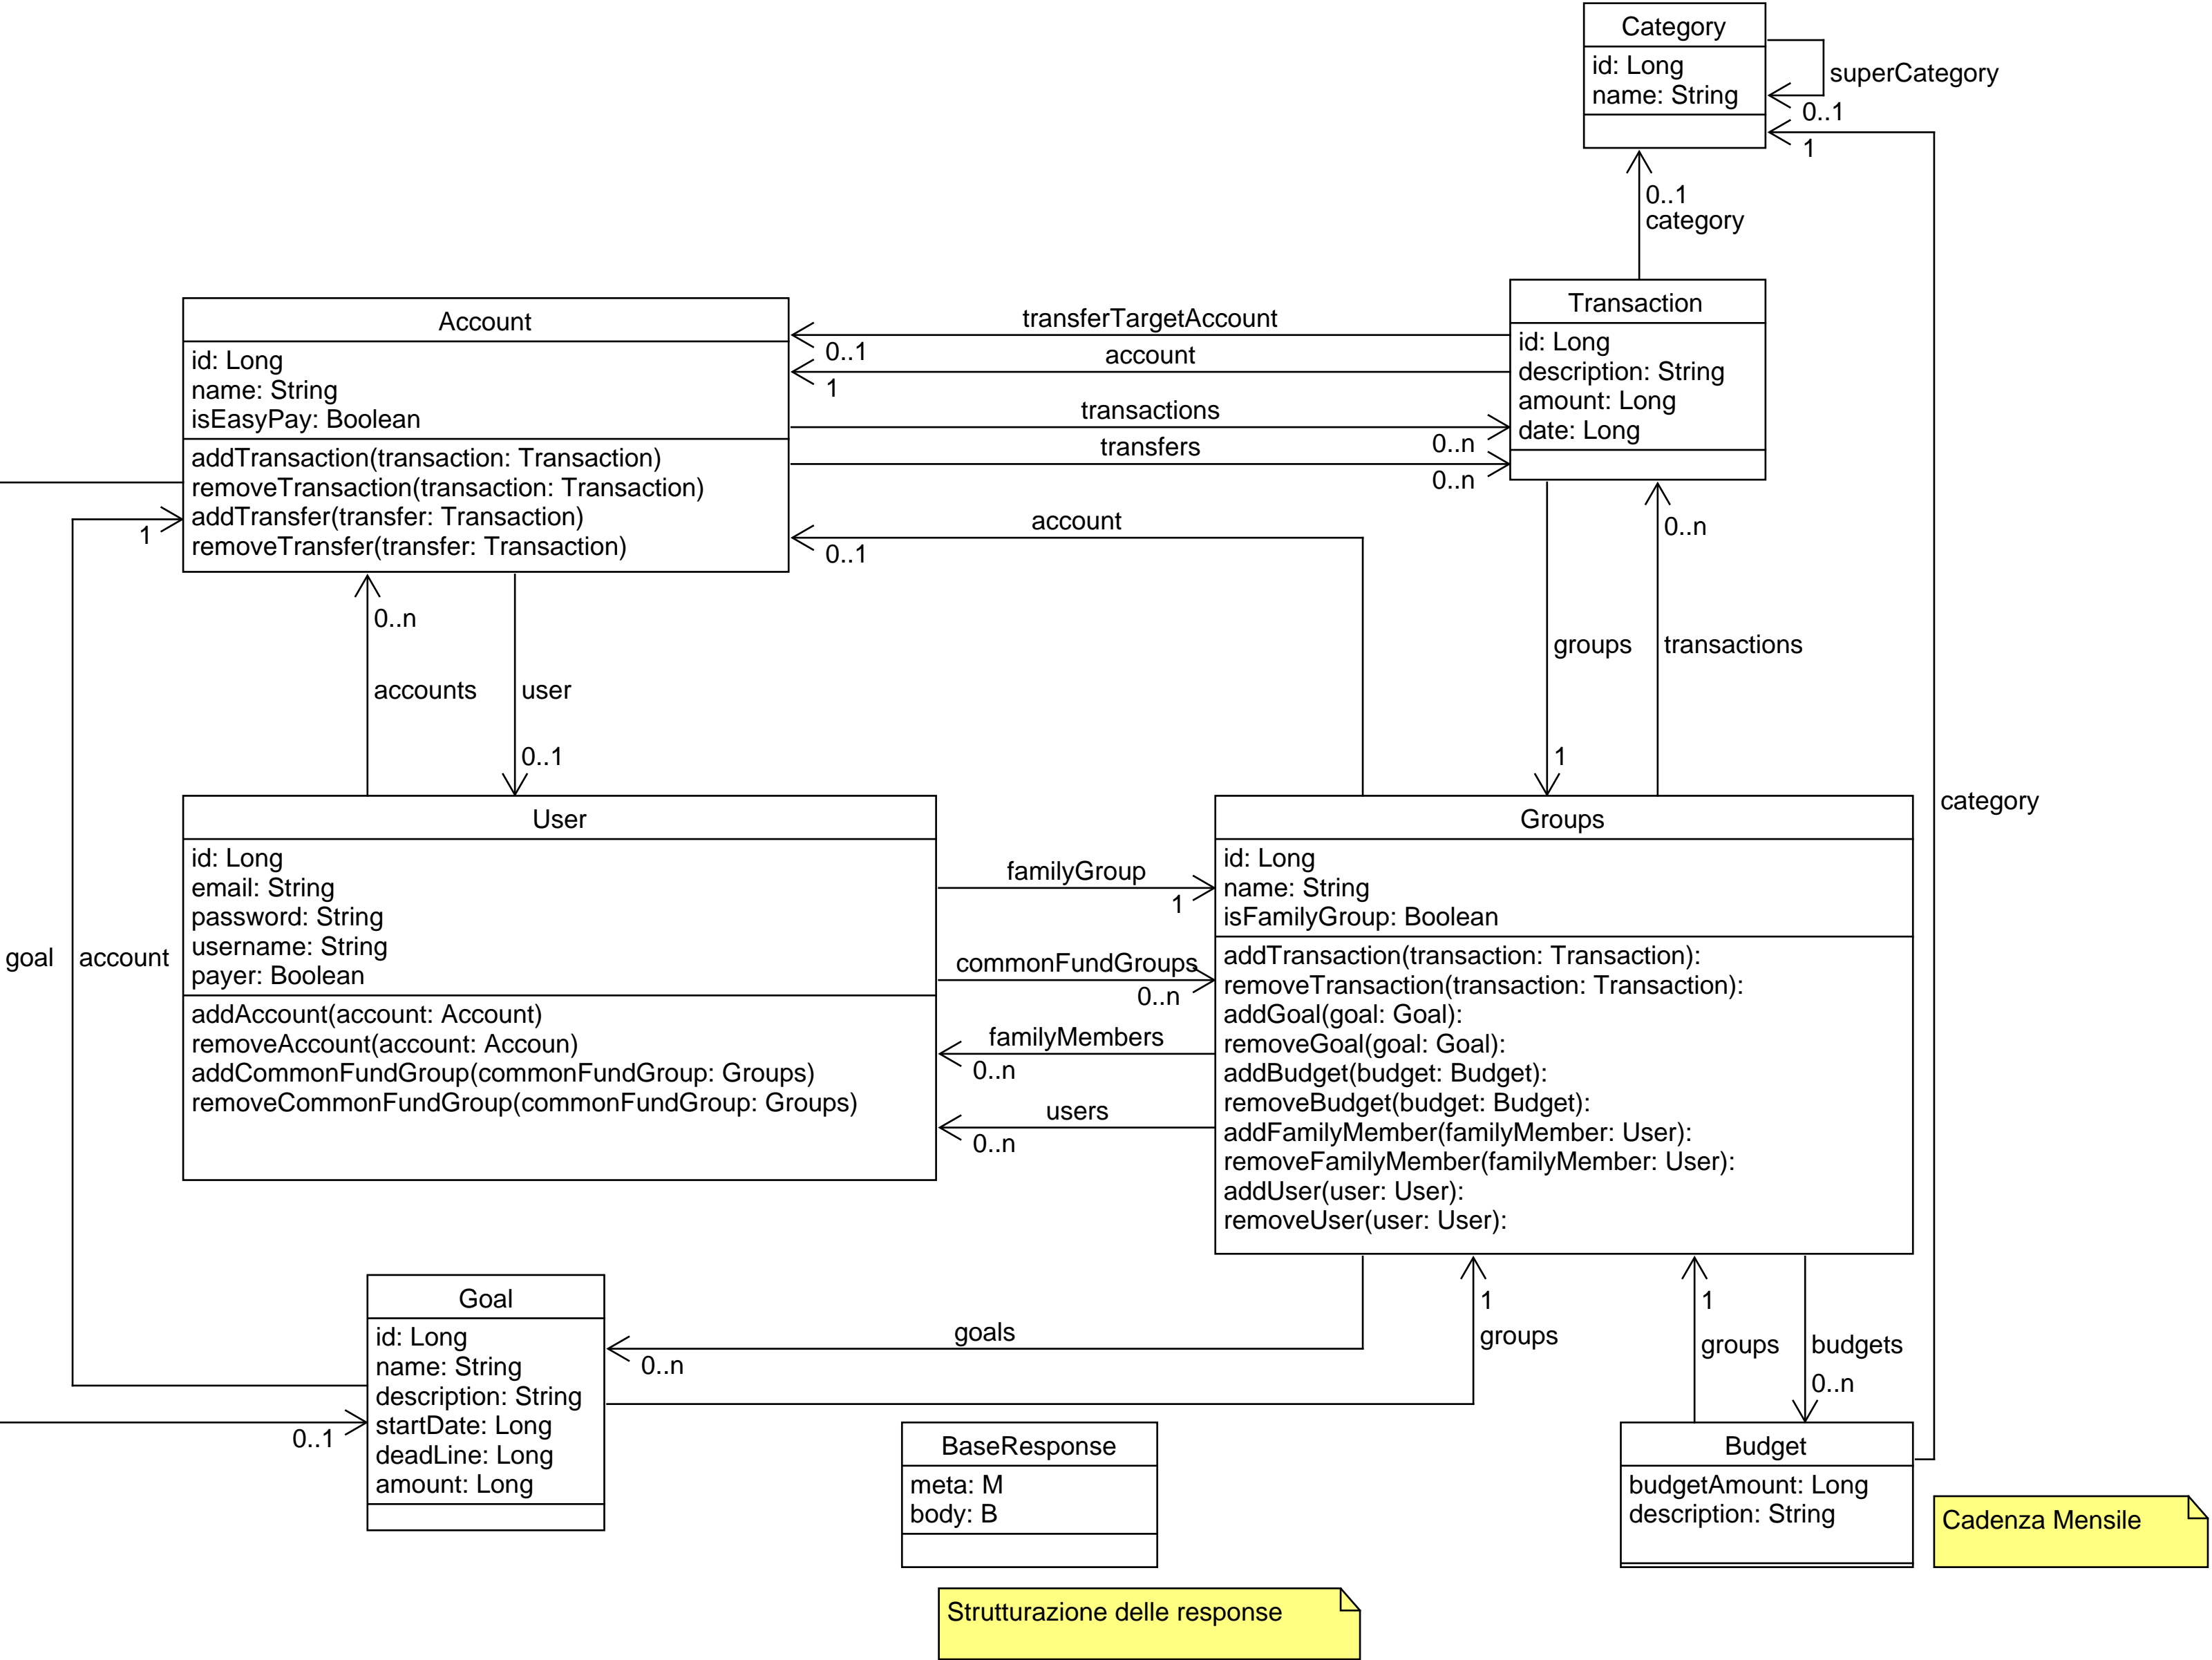 Category
id: Long
name: String
superCategory
0..1
1
0..1
category
Transaction
id: Long
description: String
amount: Long
date: Long
Account
id: Long
name: String
isEasyPay: Boolean
addTransaction(transaction: Transaction)
removeTransaction(transaction: Transaction)
addTransfer(transfer: Transaction)
removeTransfer(transfer: Transaction)
transferTargetAccount
0..1
account
1
transactions
0..n
transfers
0..n
account
0..1
1
0..n
accounts
user
0..1
0..n
groups
transactions
1
category
goal
account
User
id: Long
email: String
password: String
username: String
payer: Boolean
addAccount(account: Account)
removeAccount(account: Accoun)
addCommonFundGroup(commonFundGroup: Groups)
removeCommonFundGroup(commonFundGroup: Groups)
familyGroup
1
commonFundGroups
0..n
familyMembers
0..n
users
0..n
Groups
id: Long
name: String
isFamilyGroup: Boolean
addTransaction(transaction: Transaction):
removeTransaction(transaction: Transaction):
addGoal(goal: Goal):
removeGoal(goal: Goal):
addBudget(budget: Budget):
removeBudget(budget: Budget):
addFamilyMember(familyMember: User):
removeFamilyMember(familyMember: User):
addUser(user: User):
removeUser(user: User):
Goal
id: Long
name: String
description: String
startDate: Long
deadLine: Long
amount: Long
0..1
goals
0..n
1
groups
1
groups
budgets
0..n
BaseResponse
meta: M
body: B
Budget
budgetAmount: Long
description: String
Cadenza Mensile
Strutturazione delle response